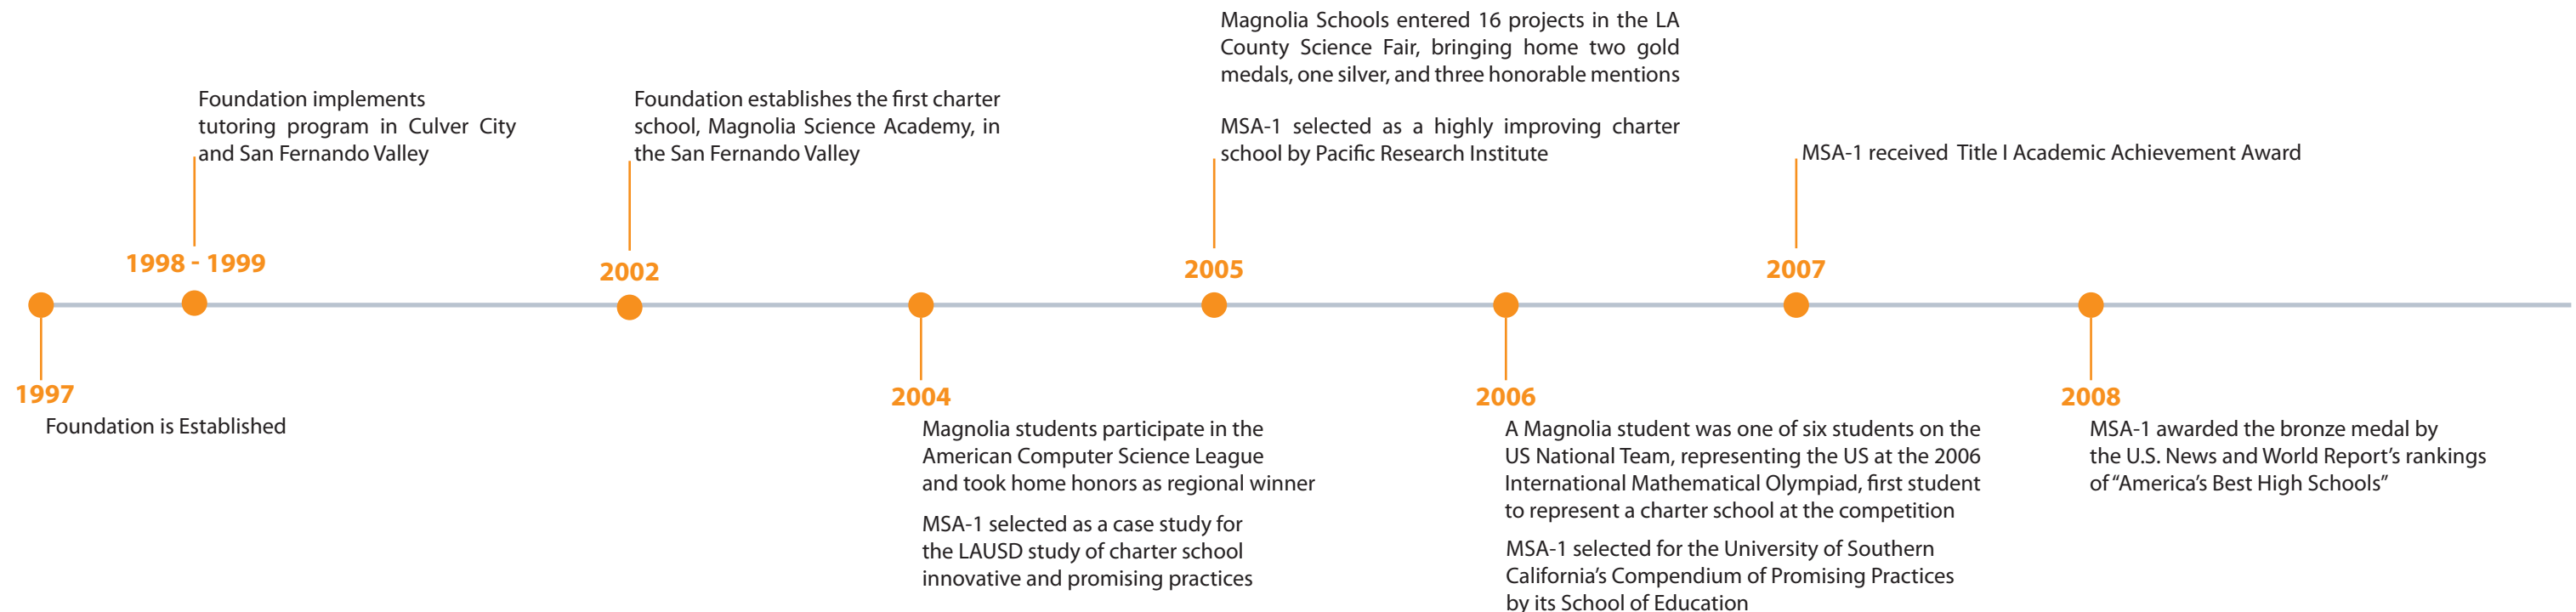 1997
Foundation is Established
Foundation implements
tutoring program in Culver City
and San Fernando Valley
1998 - 1999
Foundation establishes the first charter
school, Magnolia Science Academy, in
the San Fernando Valley
2002
2004
Magnolia students participate in the
American Computer Science League
and took home honors as regional winner
MSA-1 selected as a case study for
the LAUSD study of charter school
innovative and promising practices
Magnolia Schools entered 16 projects in the LA
County Science Fair, bringing home two gold
medals, one silver, and three honorable mentions
MSA-1 selected as a highly improving charter
school by Pacific Research Institute
2005
2006
A Magnolia student was one of six students on the
US National Team, representing the US at the 2006
International Mathematical Olympiad, first student
to represent a charter school at the competition
MSA-1 selected for the University of Southern
California's Compendium of Promising Practices
by its School of Education
MSA-1 received Title I Academic Achievement Award
2007
2008
MSA-1 awarded the bronze medal by
the U.S. News and World Report's rankings
of "America's Best High Schools"